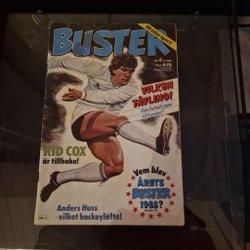 BUSTER
VILKEN
TÄVLING!
KID COX
är tillbaka!
Vem blev
ÅRETS
BUSTER
1988?
Anders Huss
vilket hockeylöfte!